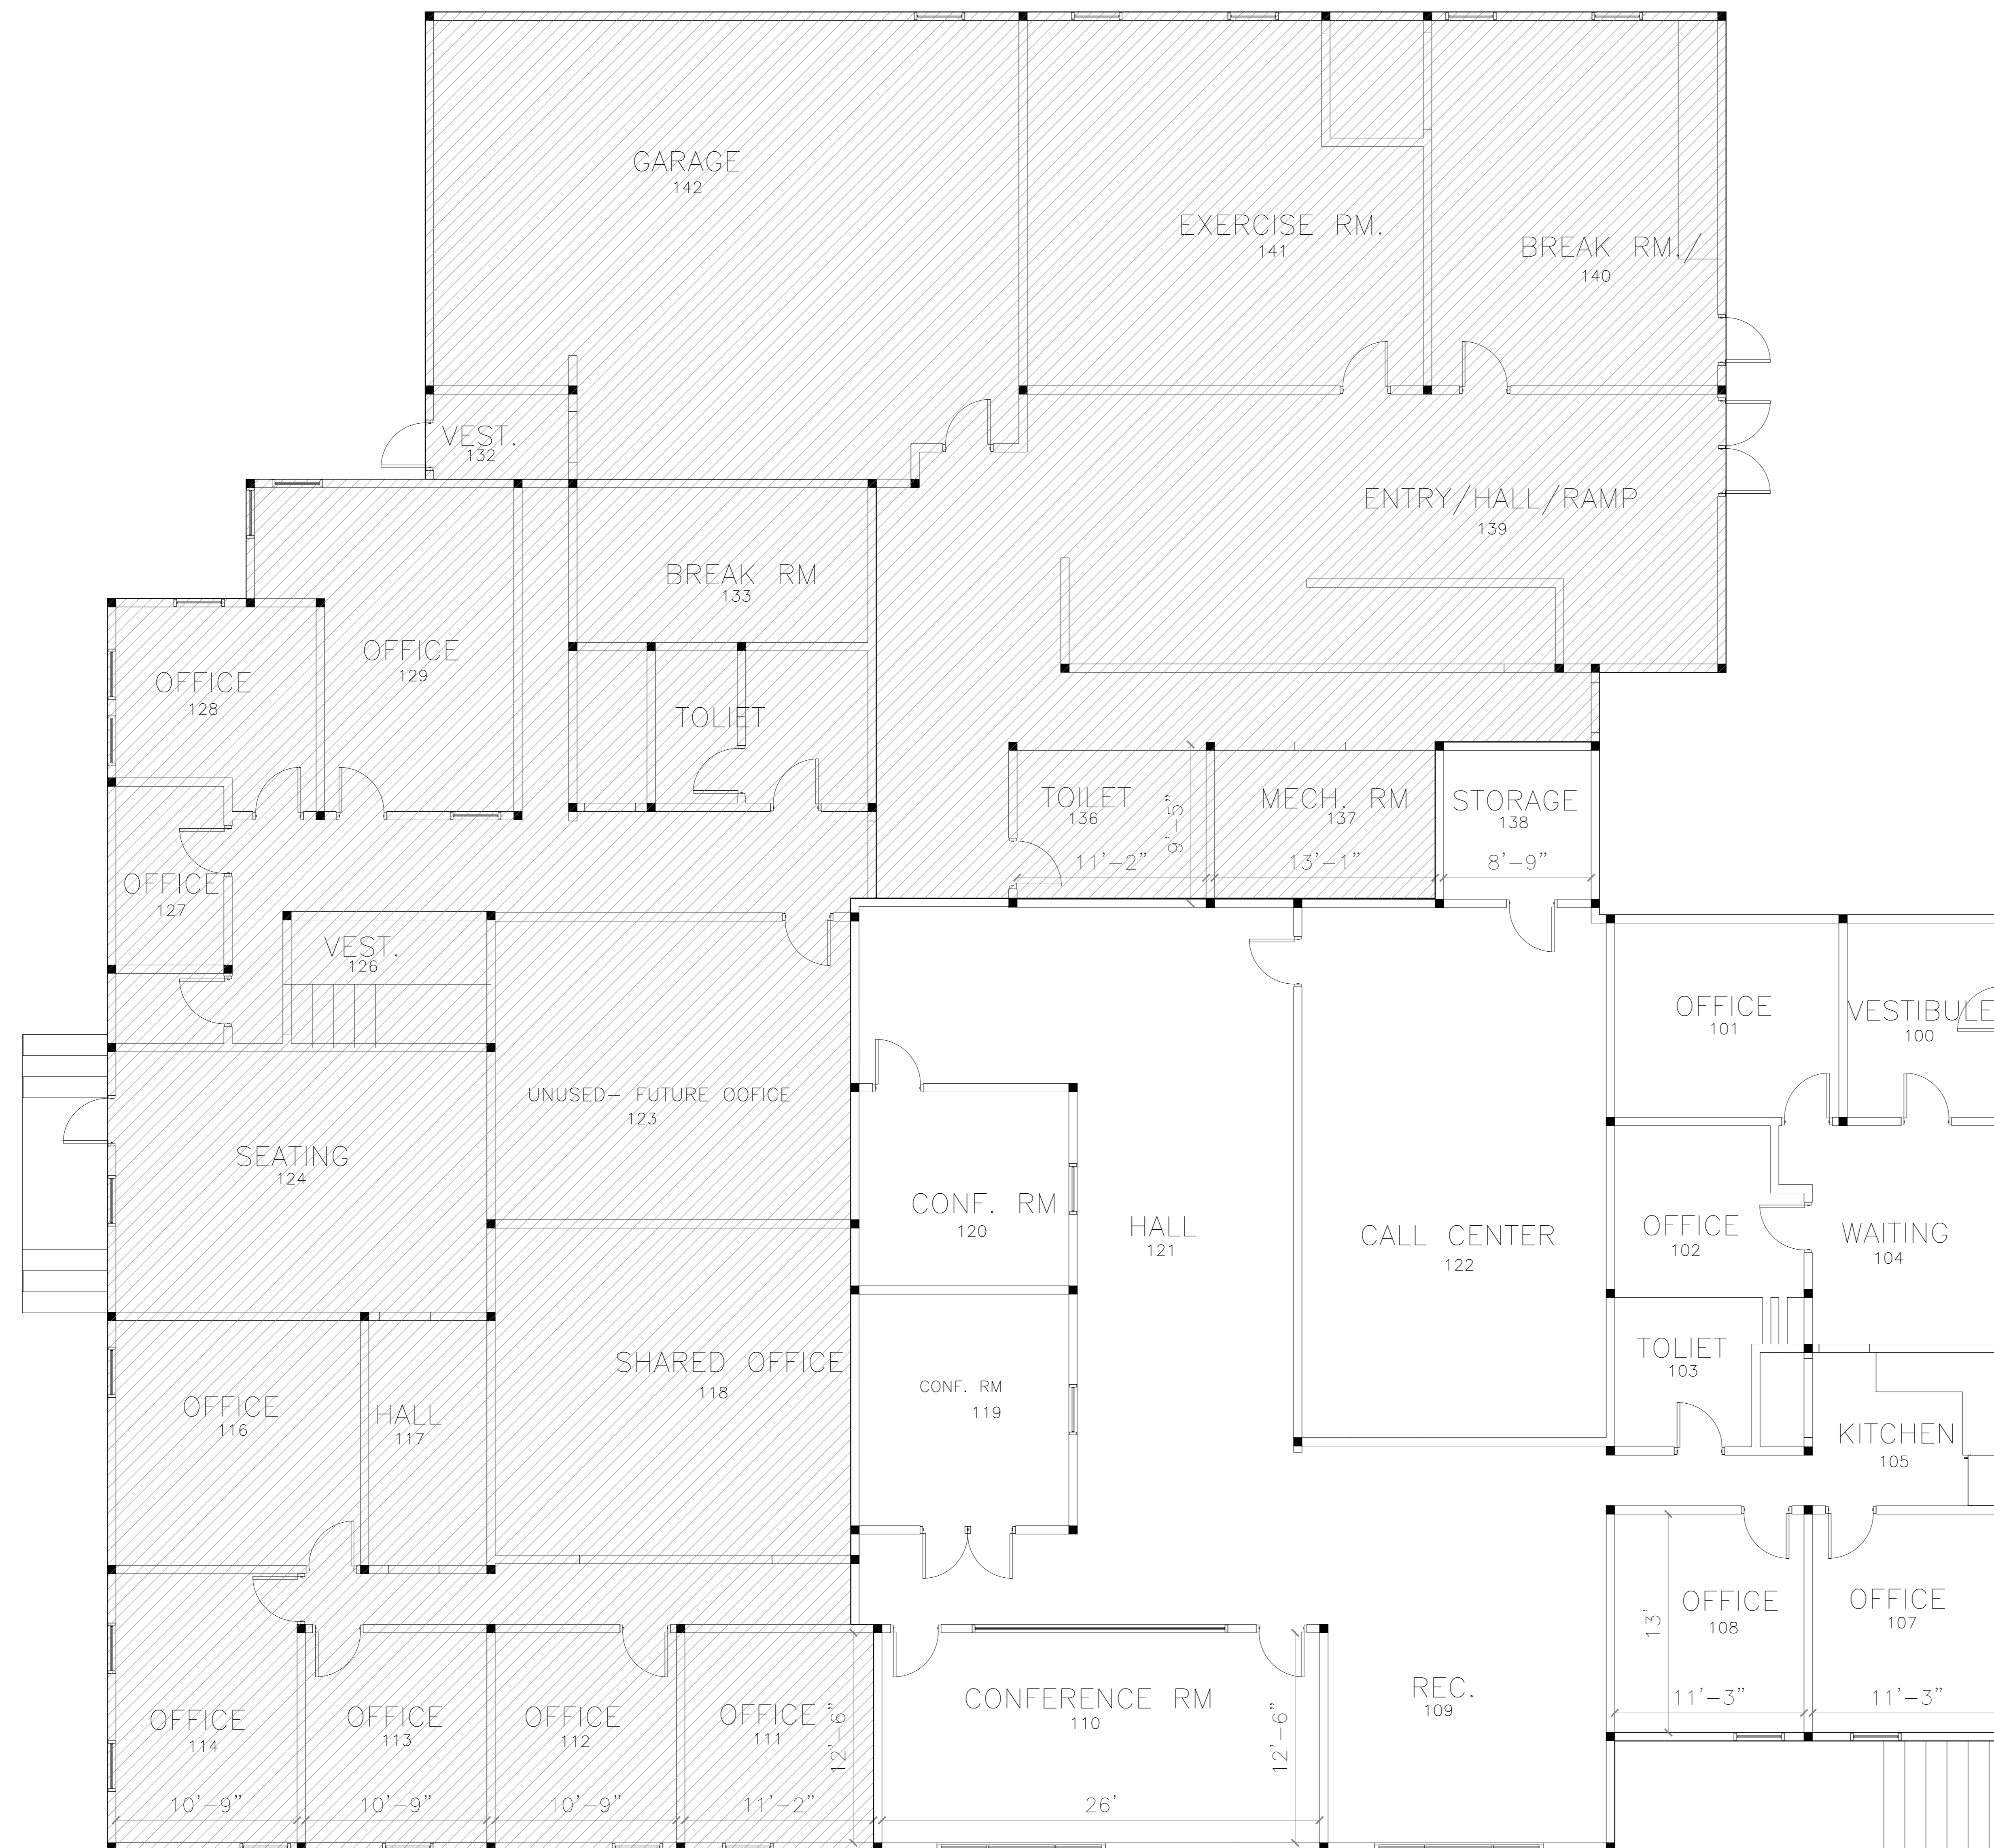 GARAGE
142
EXERCISE RM.
141
BREAK RM./
140
VEST.
132
ENTRY/HALL/RAMP
139
BREAK RM
133
OFFICE
129
OFFICE
128
TOLIET
TOILET
136
9'-5"
11'-2"
MECH. RM
137
13'-1"
STORAGE
138
8'-9"
OFFICE
127
VEST.
126
OFFICE
101
VESTIBULE
100
UNUSED- FUTURE OOFICE
123
SEATING
124
CONF. RM
120
HALL
121
CALL CENTER
122
OFFICE
102
WAITING
104
SHARED OFFICE
118
CONF. RM
119
TOLIET
103
OFFICE
116
HALL
117
KITCHEN
105
OFFICE
108
13'
11'-3"
OFFICE
107
11'-3"
OFFICE
114
10'-9"
OFFICE
113
10'-9"
OFFICE
112
10'-9"
OFFICE
111
11'-2"
12'-6"
CONFERENCE RM
110
26'
12'-6"
REC.
109